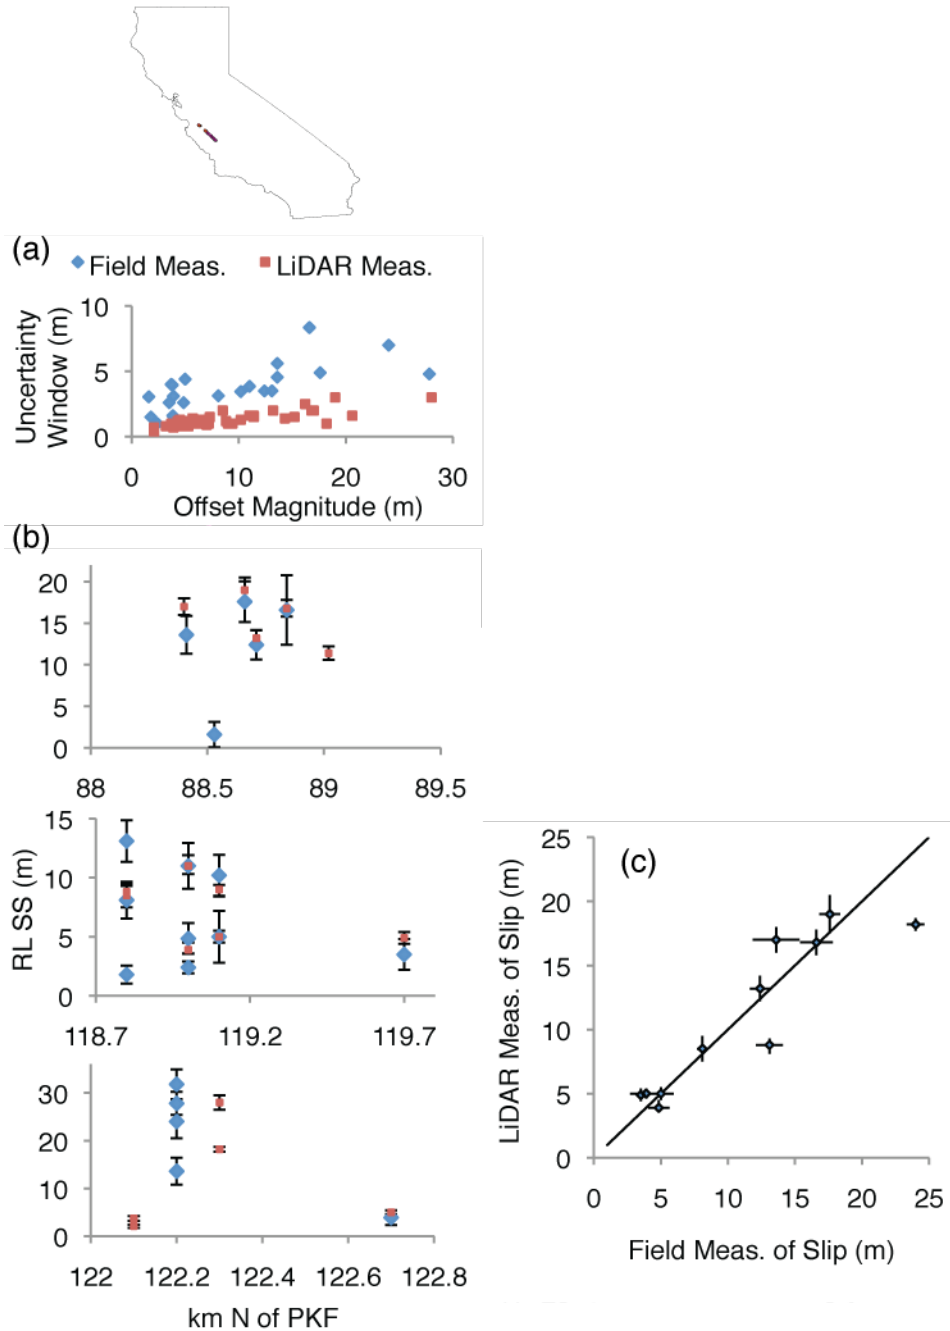 (a)
Field Meas. LiDAR Meas.
Uncertainty
Window (m)
10
5
0
0 10 20 30
Offset Magnitude (m)
(b)
20
15
10
5
0
88 88.5 89 89.5
RL SS (m)
15
10
5
0
118.7 119.2 119.7
30
20
10
0
122 122.2 122.4 122.6 122.8
km N of PKF
(c)
LiDAR Meas. of Slip (m)
25
20
15
10
5
0
0 5 10 15 20 25
Field Meas. of Slip (m)